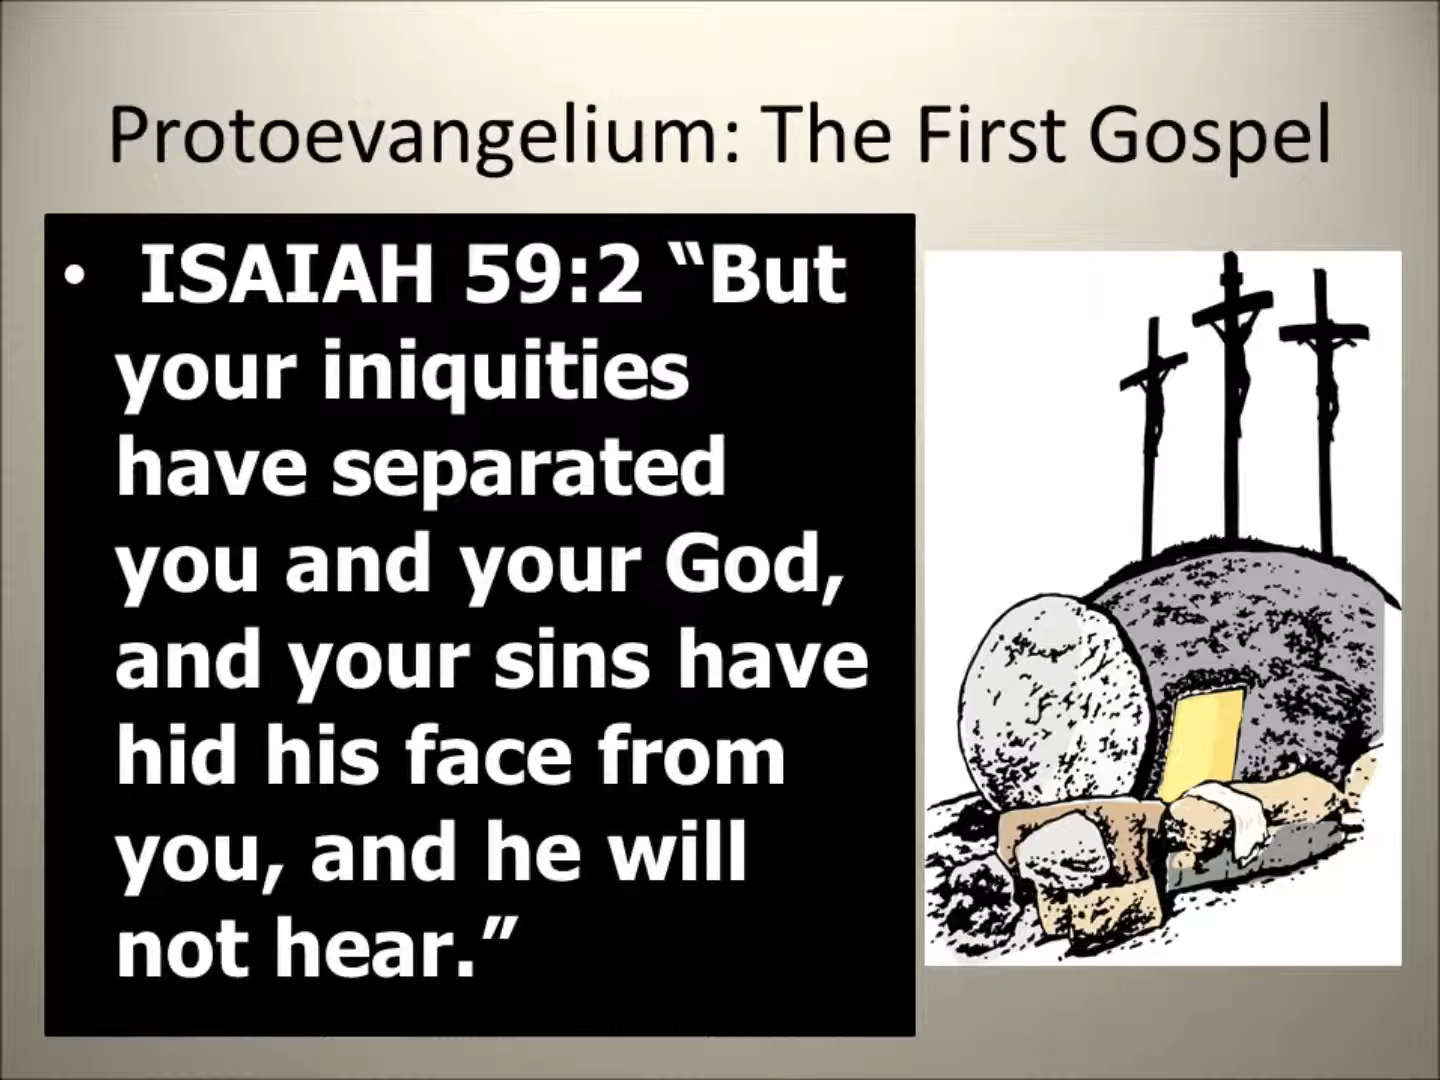 Protoevangelium: The First Gospel
• ISAIAH 59:2 “But
your iniquities
have separated
you and your God,
and your sins have
hid his face from
you, and he will
not hear.”